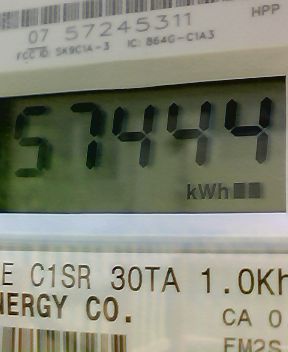 HPP
07 57245311
FCC ID: SK9C1A-3 IC: 864G-C1A3
57444
kWh
E C1SR 30TA 1.0Kh
NERGY CO.
CA 0
FM2S